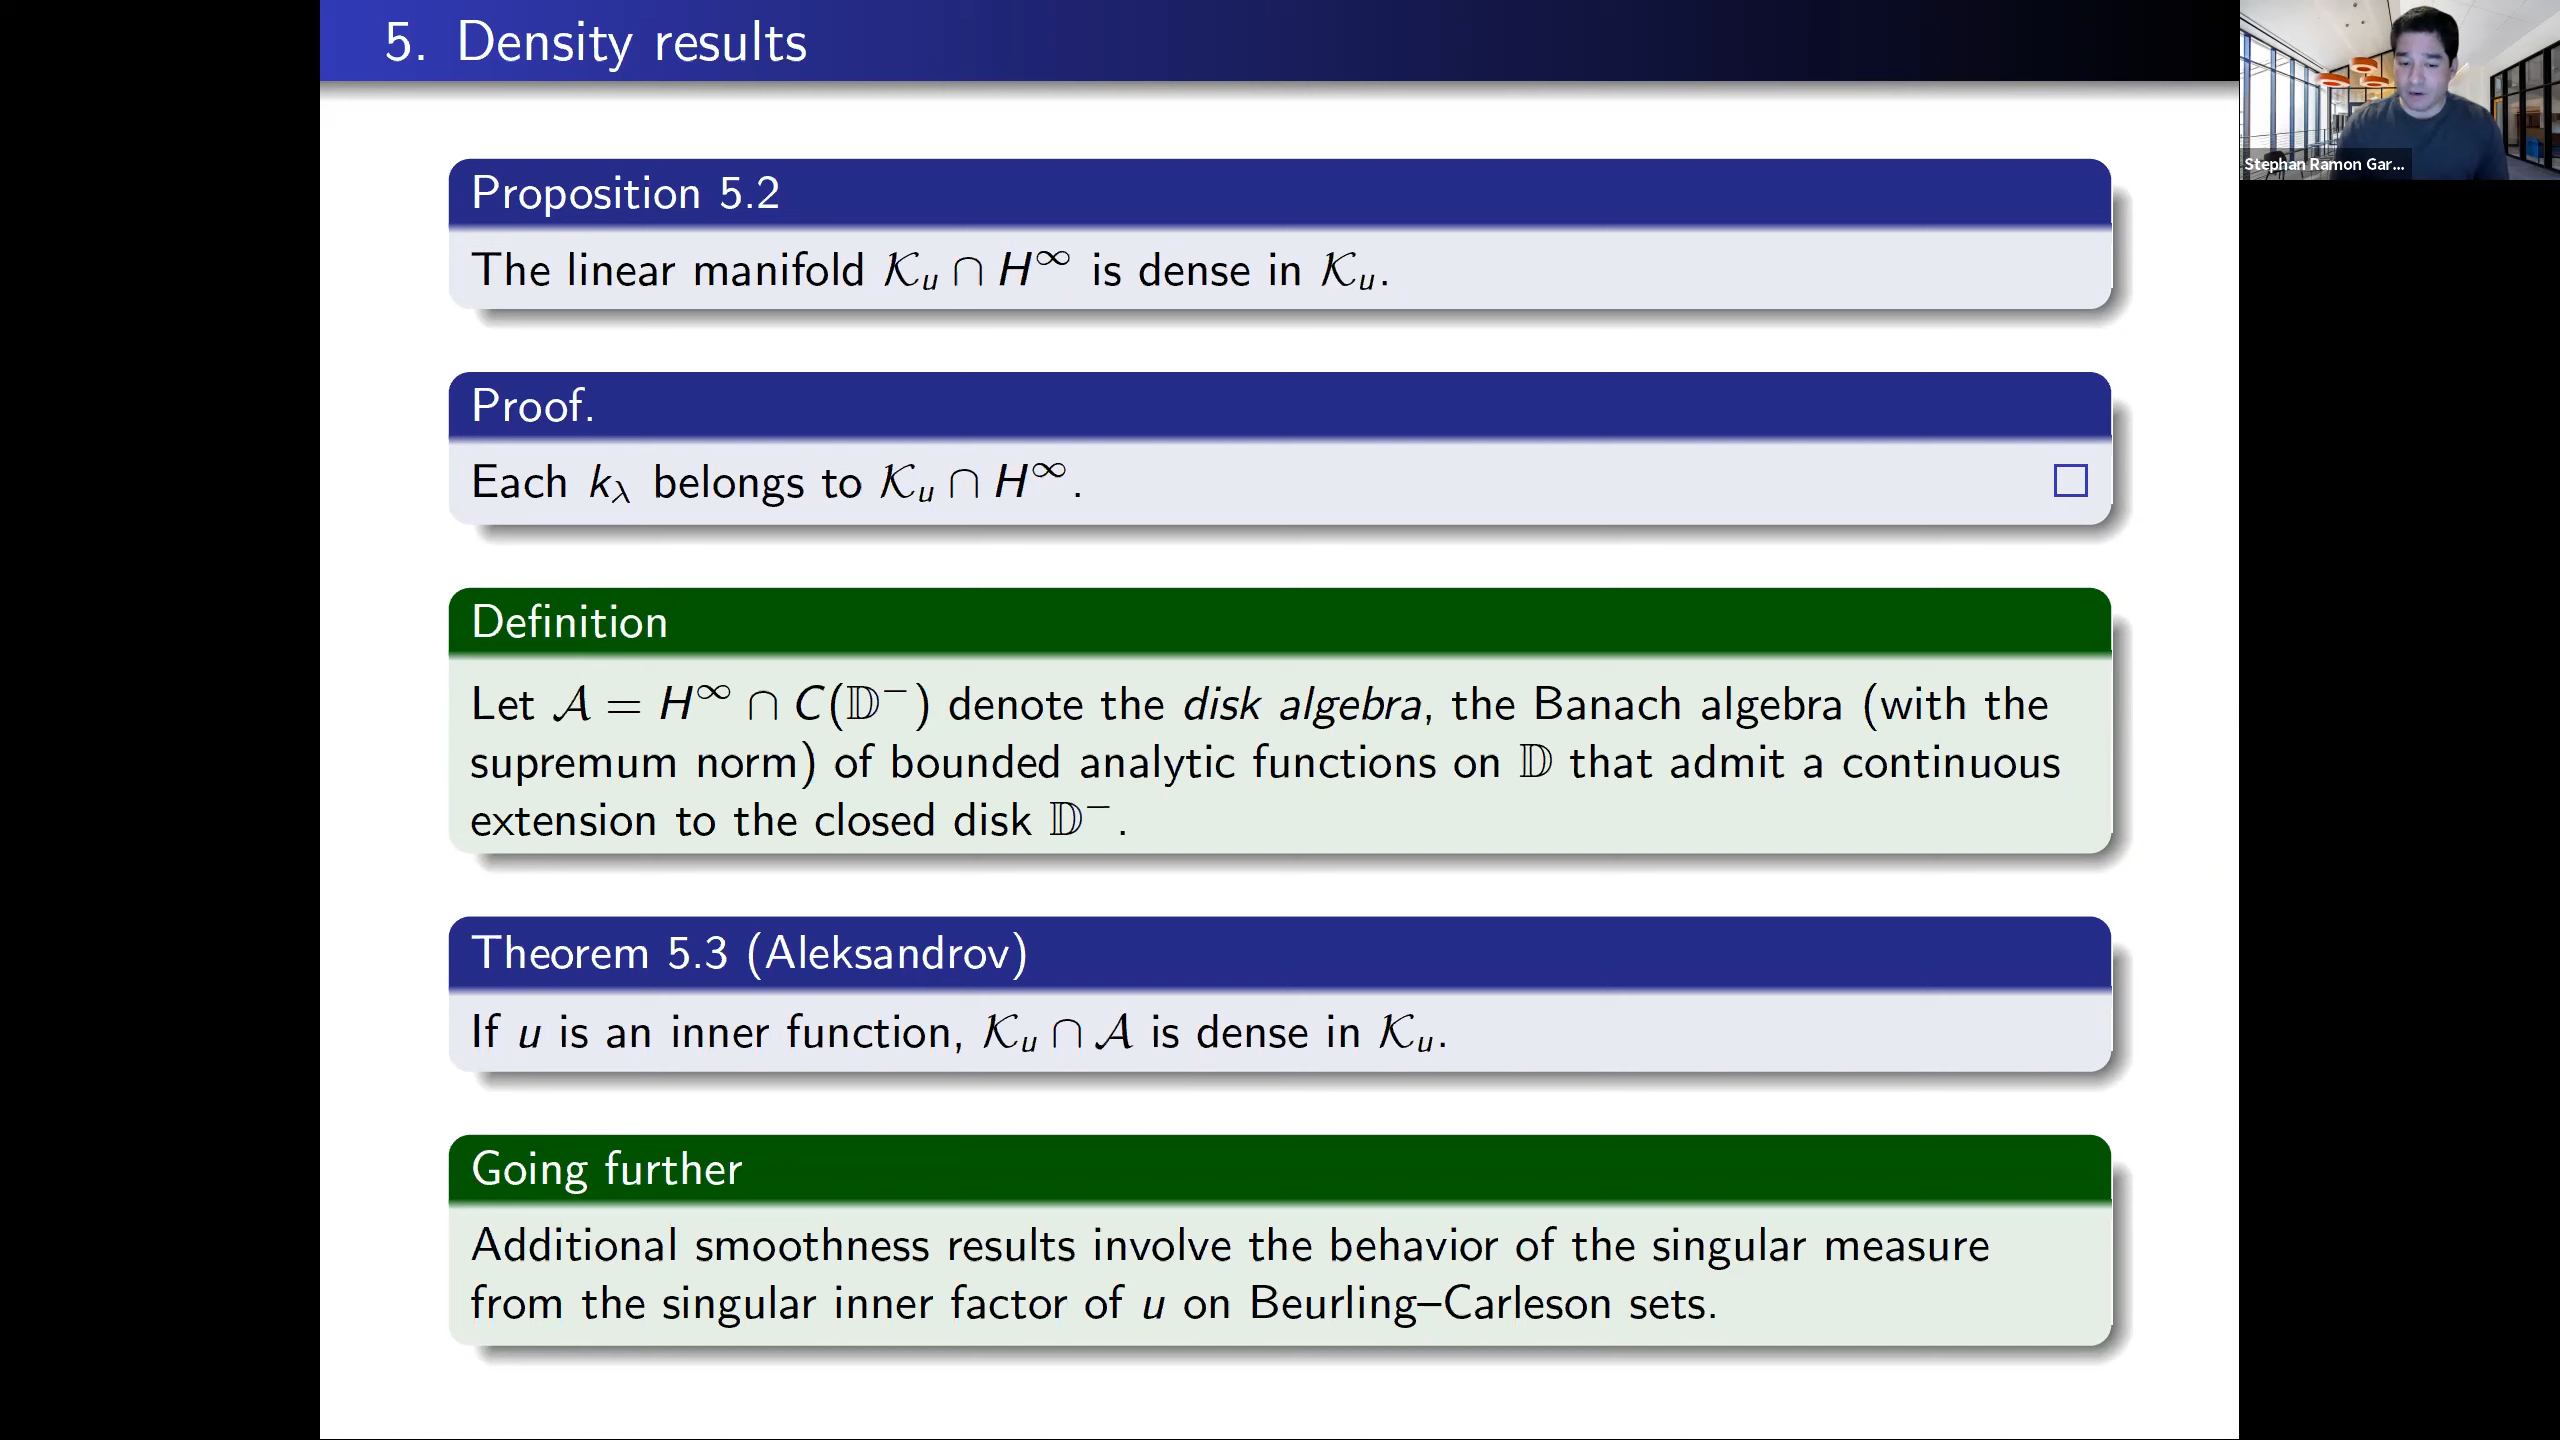 5. Density results
Stephan Ramon Gar...
Proposition 5.2
The linear manifold 𝒦ᵤ ∩ H^∞ is dense in 𝒦ᵤ.
Proof.
Each k_λ belongs to 𝒦ᵤ ∩ H^∞.
Definition
Let 𝒜 = H^∞ ∩ C(𝔻⁻) denote the disk algebra, the Banach algebra (with the
supremum norm) of bounded analytic functions on 𝔻 that admit a continuous
extension to the closed disk 𝔻⁻.
Theorem 5.3 (Aleksandrov)
If u is an inner function, 𝒦ᵤ ∩ 𝒜 is dense in 𝒦ᵤ.
Going further
Additional smoothness results involve the behavior of the singular measure
from the singular inner factor of u on Beurling–Carleson sets.